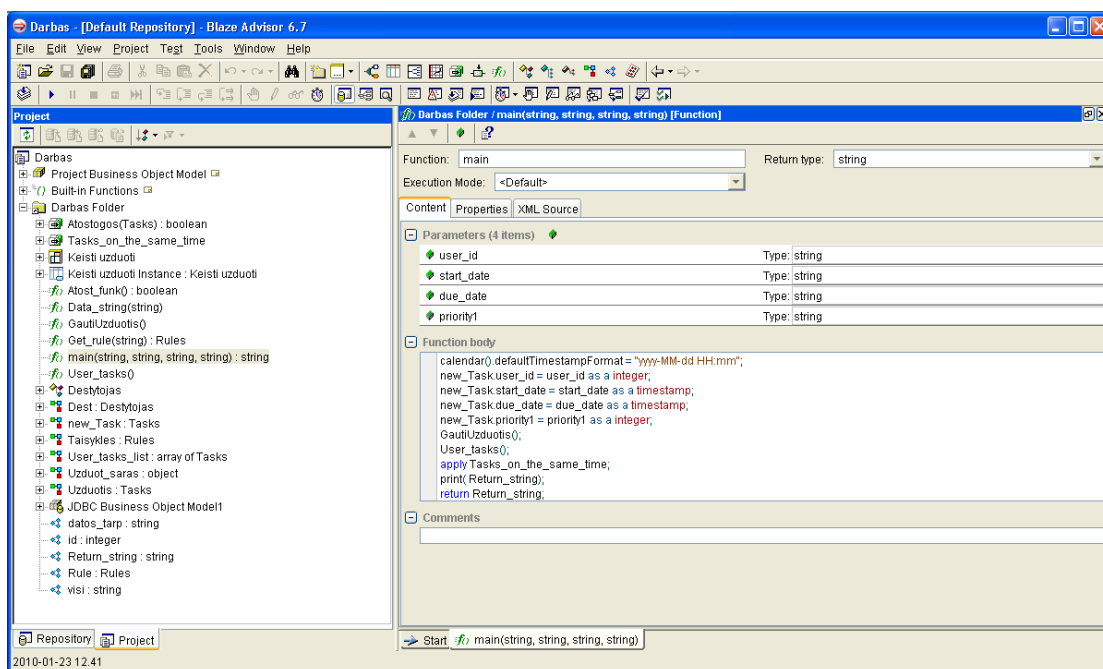 Darbas - [Default Repository] - Blaze Advisor 6.7
File Edit View Project Test Tools Window Help
Project
Darbas
Project Business Object Model
Built-in Functions
Darbas Folder
Atostogos(Tasks) : boolean
Tasks_on_the_same_time
Keisti uzduoti
Keisti uzduoti Instance : Keisti uzduoti
Atost_funk() : boolean
Data_string(string)
GautiUzduotis()
Get_rule(string) : Rules
main(string, string, string, string) : string
User_tasks()
Destytojas
Dest : Destytojas
new_Task : Tasks
Taisykles : Rules
User_tasks_list : array of Tasks
Uzduot_saras : object
Uzduotis : Tasks
JDBC Business Object Model1
datos_tarp : string
id : integer
Return_string : string
Rule : Rules
visi : string
Repository Project
2010-01-23 12.41
Darbas Folder / main(string, string, string, string) [Function]
Function: main Return type: string
Execution Mode: <Default>
Content Properties XML Source
Parameters (4 items)
user_id Type: string
start_date Type: string
due_date Type: string
priority1 Type: string
Function body
calendar().defaultTimestampFormat = "yyyy-MM-dd HH:mm";
new_Task.user_id = user_id as a integer;
new_Task.start_date = start_date as a timestamp;
new_Task.due_date = due_date as a timestamp;
new_Task.priority1 = priority1 as a integer;
GautiUzduotis();
User_tasks();
apply Tasks_on_the_same_time;
print( Return_string);
return Return_string;
Comments
Start main(string, string, string, string)